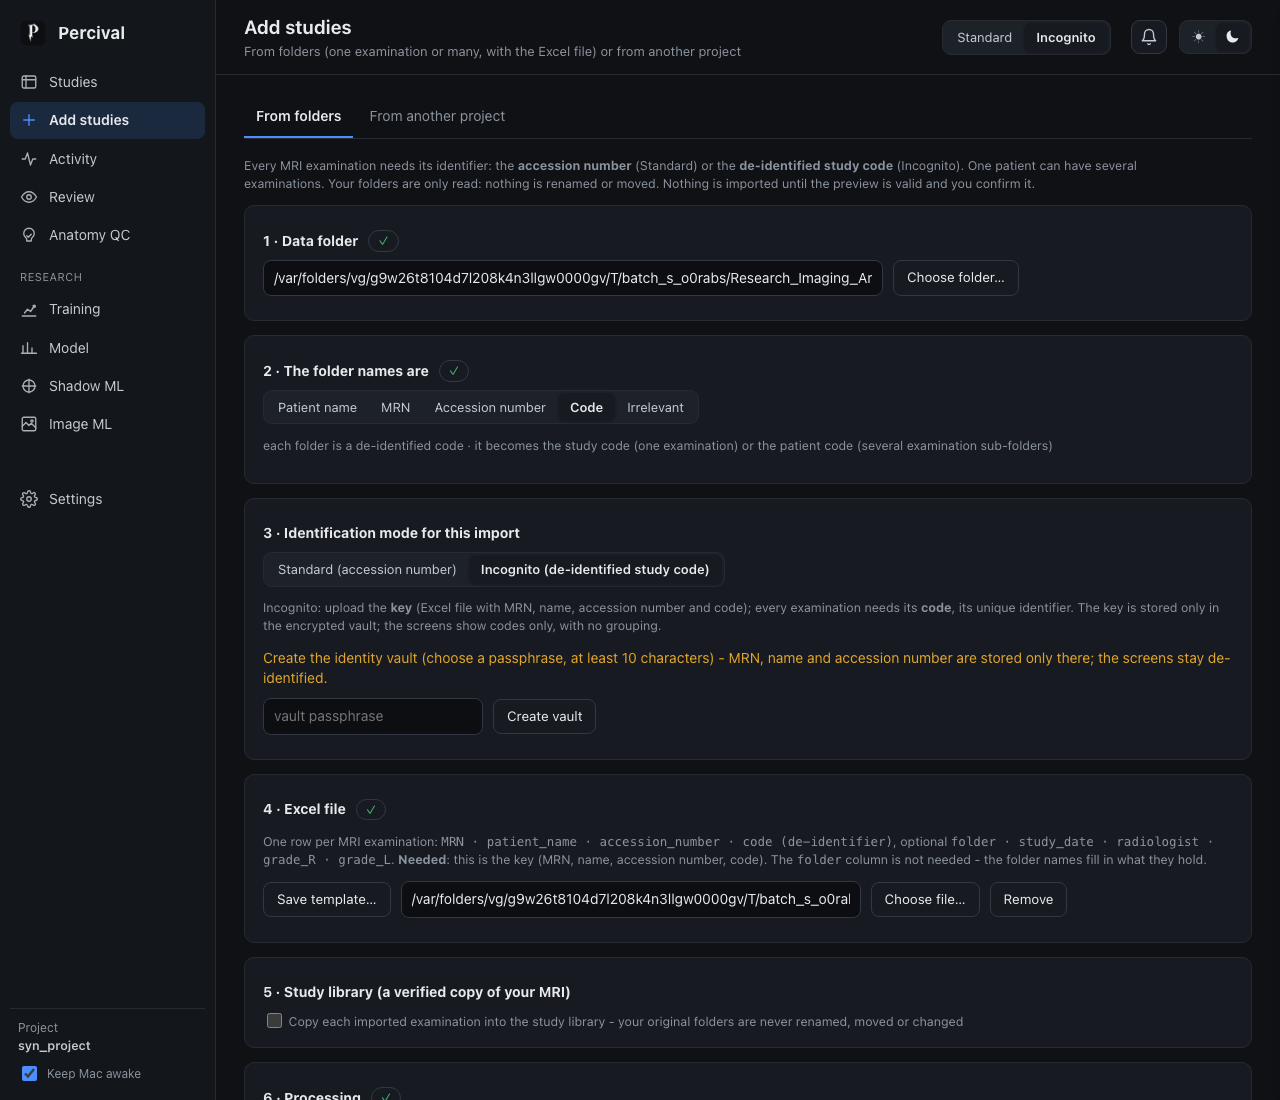 Percival
Studies
Add studies
Activity
Review
Anatomy QC
RESEARCH
Training
Model
Shadow ML
Image ML
Settings
Project
syn_project
Keep Mac awake
Add studies
From folders (one examination or many, with the Excel file) or from another project
Standard Incognito
From folders From another project
Every MRI examination needs its identifier: the accession number (Standard) or the de-identified study code (Incognito). One patient can have several
examinations. Your folders are only read: nothing is renamed or moved. Nothing is imported until the preview is valid and you confirm it.
1 · Data folder ✓
/var/folders/vg/g9w26t8104d7l208k4n3llgw0000gv/T/batch_s_o0rabs/Research_Imaging_Ar Choose folder...
2 · The folder names are ✓
Patient name MRN Accession number Code Irrelevant
each folder is a de-identified code · it becomes the study code (one examination) or the patient code (several examination sub-folders)
3 · Identification mode for this import
Standard (accession number) Incognito (de-identified study code)
Incognito: upload the key (Excel file with MRN, name, accession number and code); every examination needs its code, its unique identifier. The key is stored only in
the encrypted vault; the screens show codes only, with no grouping.
Create the identity vault (choose a passphrase, at least 10 characters) - MRN, name and accession number are stored only there; the screens stay de-
identified.
vault passphrase Create vault
4 · Excel file ✓
One row per MRI examination: MRN · patient_name · accession_number · code (de-identifier), optional folder · study_date · radiologist ·
grade_R · grade_L. Needed: this is the key (MRN, name, accession number, code). The folder column is not needed - the folder names fill in what they hold.
Save template... /var/folders/vg/g9w26t8104d7l208k4n3llgw0000gv/T/batch_s_o0ral Choose file... Remove
5 · Study library (a verified copy of your MRI)
Copy each imported examination into the study library - your original folders are never renamed, moved or changed
6 · Processing ✓